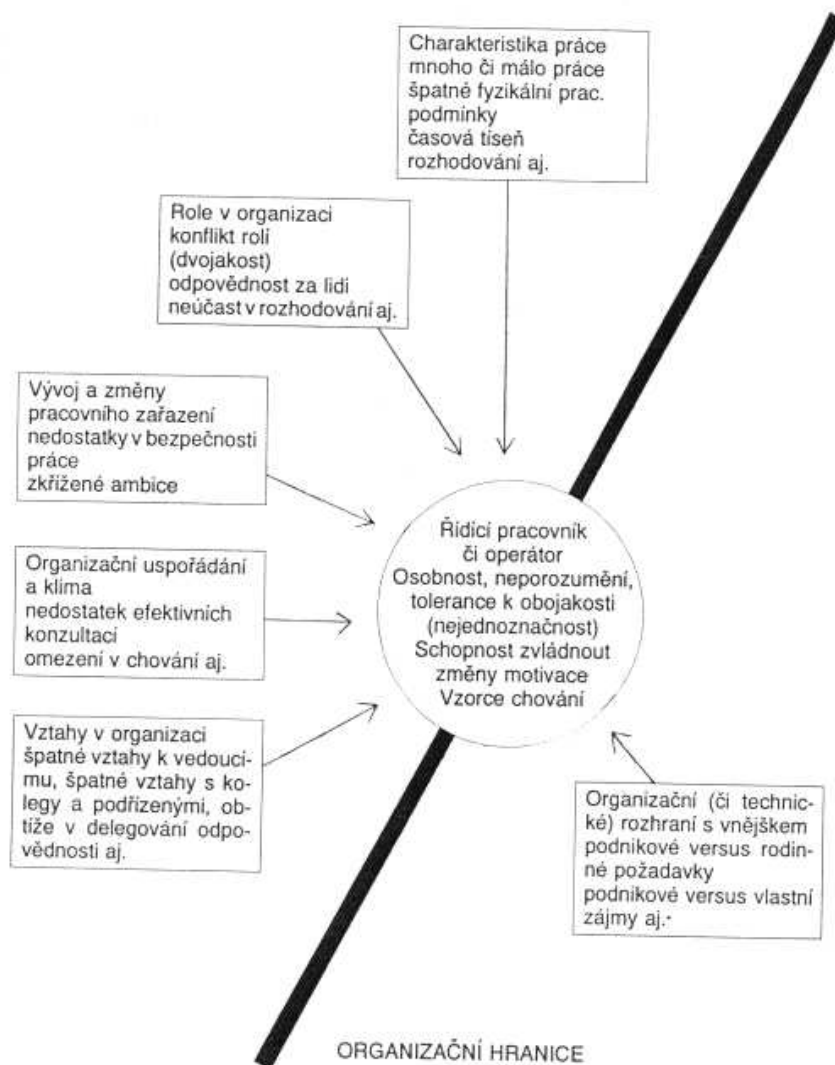 Charakteristika práce
mnoho či málo práce
špatné fyzikální prac.
podmínky
časová tíseň
rozhodování aj.
Role v organizaci
konflikt rolí
(dvojakost)
odpovědnost za lidi
neúčast v rozhodování aj.
Vývoj a změny
pracovního zařazení
nedostatky v bezpečnosti
práce
zkřížené ambice
Organizační uspořádání
a klima
nedostatek efektivních
konzultací
omezení v chování aj.
Vztahy v organizaci
špatné vztahy k vedoucí-
mu, špatné vztahy s ko-
legy a podřízenými, ob-
tíže v delegování odpo-
vědnosti aj.
Řídící pracovník
či operátor
Osobnost, neporozumění,
tolerance k obojakosti
(nejednoznačnost)
Schopnost zvládnout
změny motivace
Vzorce chování
Organizační (či technic-
ké) rozhraní s vnějškem
podnikové versus rodin-
né požadavky
podnikové versus vlastní
zájmy aj.
ORGANIZAČNÍ HRANICE